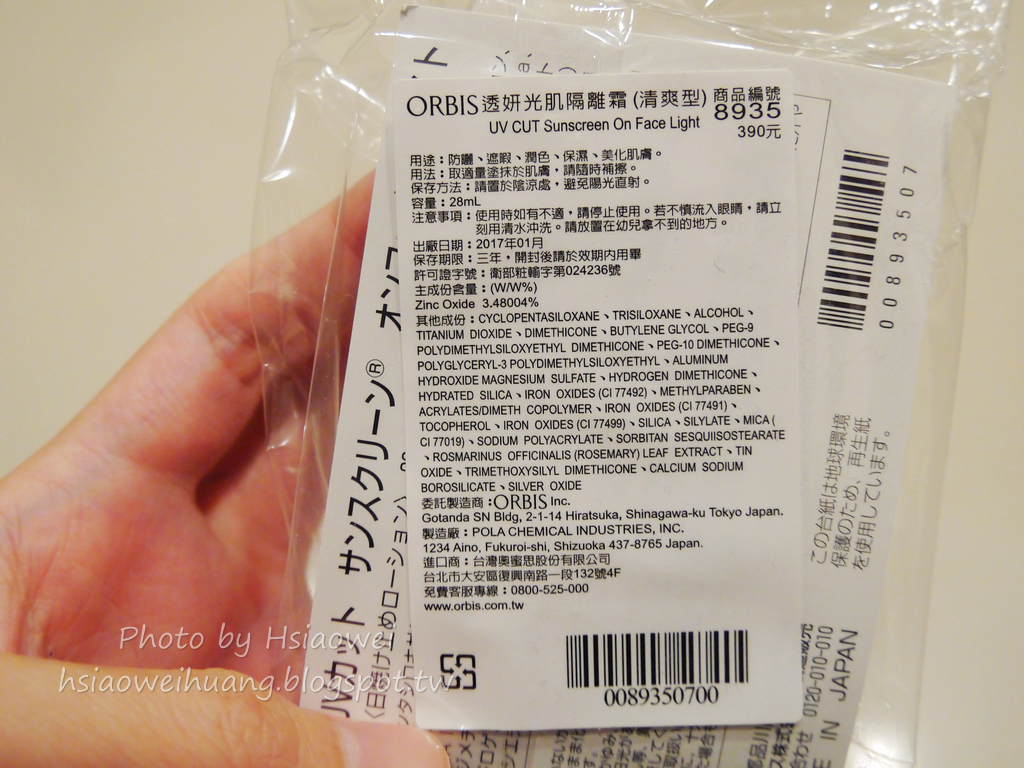 ORBIS透妍光肌隔離霜(清爽型)
UV CUT Sunscreen On Face Light
商品編號
8935
390元
用途：防曬、遮瑕、潤色、保濕、美化肌膚。
用法：取適量塗抹於肌膚，請隨時補擦。
保存方法：請置於陰涼處，避免陽光直射。
容量：28mL
注意事項：使用時如有不適，請停止使用。若不慎流入眼睛，請立
刻用清水沖洗。請放置在幼兒拿不到的地方。
出廠日期：2017年01月
保存期限：三年，開封後請於效期內用畢
許可證字號：衛部粧輸字第024236號
主成份含量：(W/W%)
Zinc Oxide 3.48004%
其他成份：CYCLOPENTASILOXANE、TRISILOXANE、ALCOHOL、
TITANIUM DIOXIDE、DIMETHICONE、BUTYLENE GLYCOL、PEG-9
POLYDIMETHYLSILOXYETHYL DIMETHICONE、PEG-10 DIMETHICONE、
POLYGLYCERYL-3 POLYDIMETHYLSILOXYETHYL、ALUMINUM
HYDROXIDE MAGNESIUM SULFATE、HYDROGEN DIMETHICONE、
HYDRATED SILICA、IRON OXIDES (CI 77492)、METHYLPARABEN、
ACRYLATES/DIMETH COPOLYMER、IRON OXIDES (CI 77491)、
TOCOPHEROL、IRON OXIDES (CI 77499)、SILICA、SILYLATE、MICA (
CI 77019)、SODIUM POLYACRYLATE、SORBITAN SESQUIISOSTEARATE
、ROSMARINUS OFFICINALIS (ROSEMARY) LEAF EXTRACT、TIN
OXIDE、TRIMETHOXYSILYL DIMETHICONE、CALCIUM SODIUM
BOROSILICATE、SILVER OXIDE
委託製造商：ORBIS Inc.
Gotanda SN Bldg, 2-1-14 Hiratsuka, Shinagawa-ku Tokyo Japan.
製造廠：POLA CHEMICAL INDUSTRIES, INC.
1234 Aino, Fukuroi-shi, Shizuoka 437-8765 Japan.
進口商：台灣奧蜜思股份有限公司
台北市大安區復興南路一段132號4F
免費客服專線：0800-525-000
www.orbis.com.tw
0089350700
00893507
この台紙は地球環境
保護のため、再生紙
を使用しています。
UVカット サンスクリーン® オンフ
〈日焼け止めローション〉
0120-010-010
IN JAPAN
Photo by Hsiaowei
hsiaoweihuang.blogspot.tw